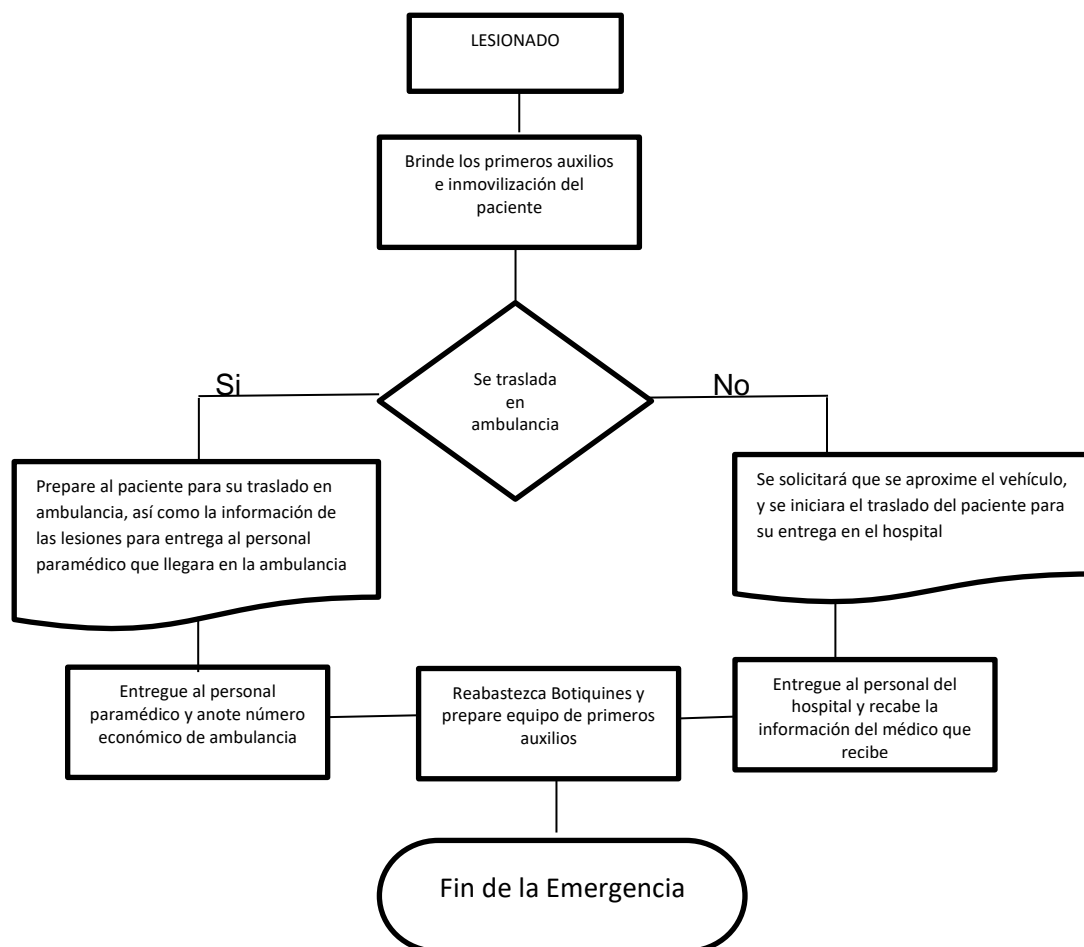 LESIONADO
Brinde los primeros auxilios
e inmovilización del
paciente
Se traslada
en
ambulancia
Si
No
Prepare al paciente para su traslado en
ambulancia, así como la información de
las lesiones para entrega al personal
paramédico que llegara en la ambulancia
Se solicitará que se aproxime el vehículo,
y se iniciara el traslado del paciente para
su entrega en el hospital
Entregue al personal
paramédico y anote número
económico de ambulancia
Reabastezca Botiquines y
prepare equipo de primeros
auxilios
Entregue al personal del
hospital y recabe la
información del médico que
recibe
Fin de la Emergencia